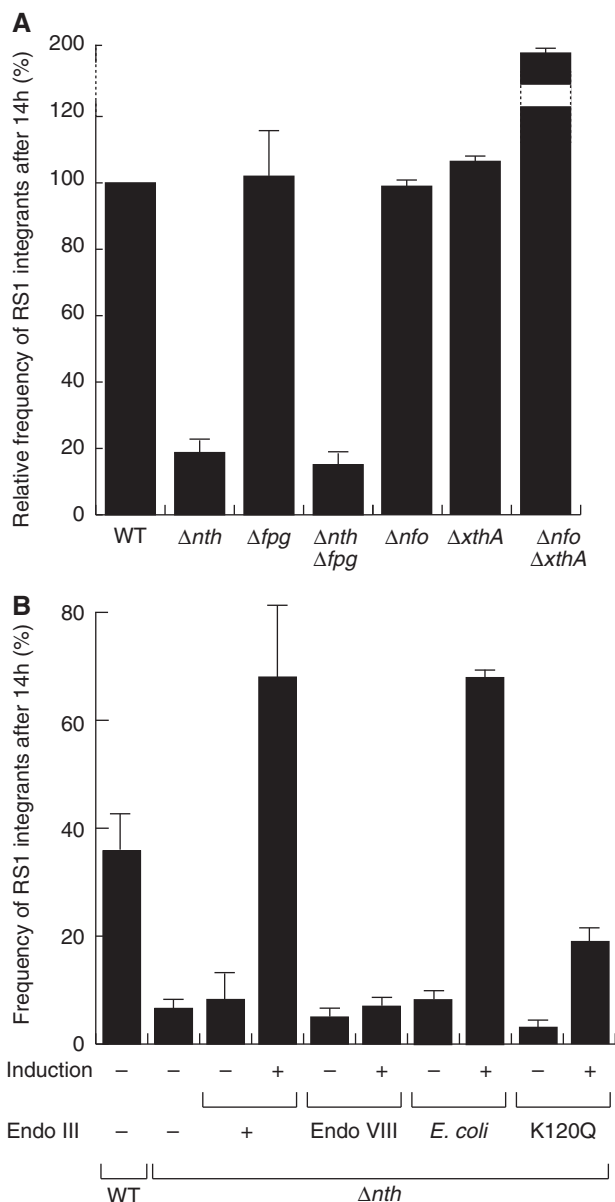 A
Relative frequency of RS1 integrants after 14h (%)
200
120
100
80
60
40
20
0
WT Δnth Δfpg Δnth Δnfo ΔxthA Δnfo
Δfpg ΔxthA
B
Frequency of RS1 integrants after 14h (%)
80
60
40
20
0
Induction – – – + – + – + – +
Endo III – – + Endo VIII E. coli K120Q
WT Δnth